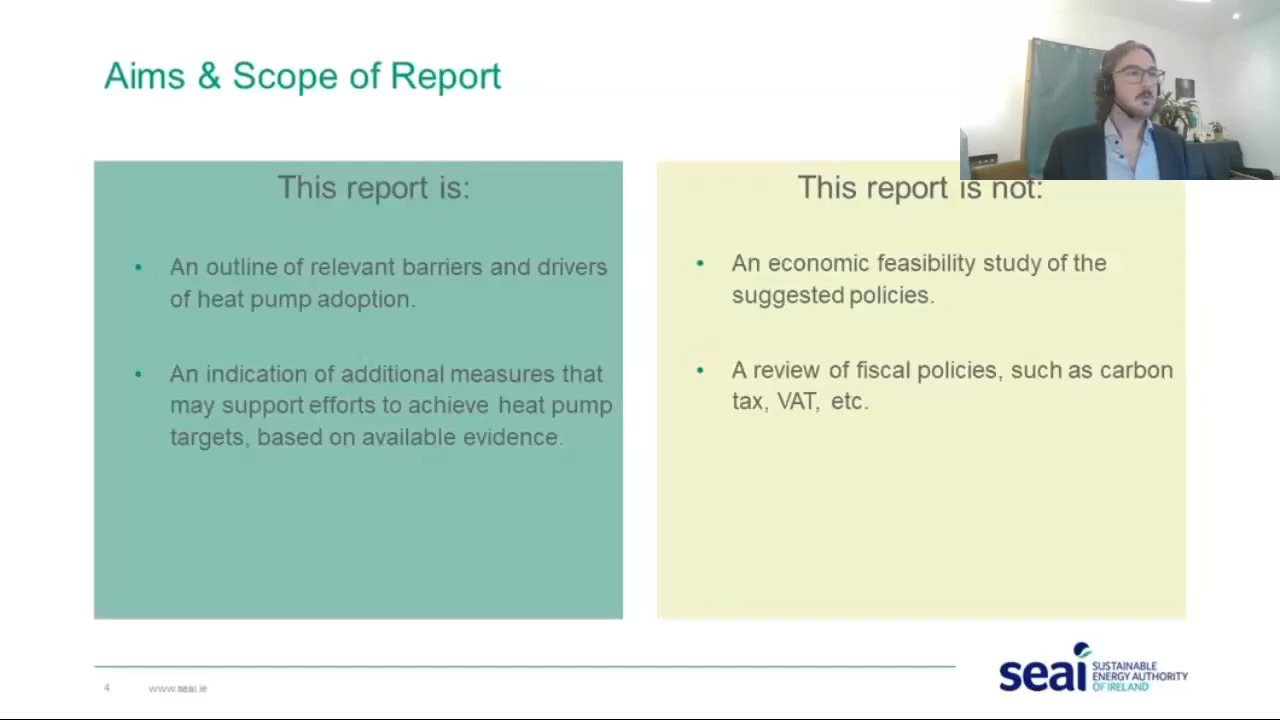 Aims & Scope of Report
This report is:
• An outline of relevant barriers and drivers
of heat pump adoption.
• An indication of additional measures that
may support efforts to achieve heat pump
targets, based on available evidence.
This report is not:
• An economic feasibility study of the
suggested policies.
• A review of fiscal policies, such as carbon
tax, VAT, etc.
4
www.seai.ie
seai
SUSTAINABLE
ENERGY AUTHORITY
OF IRELAND